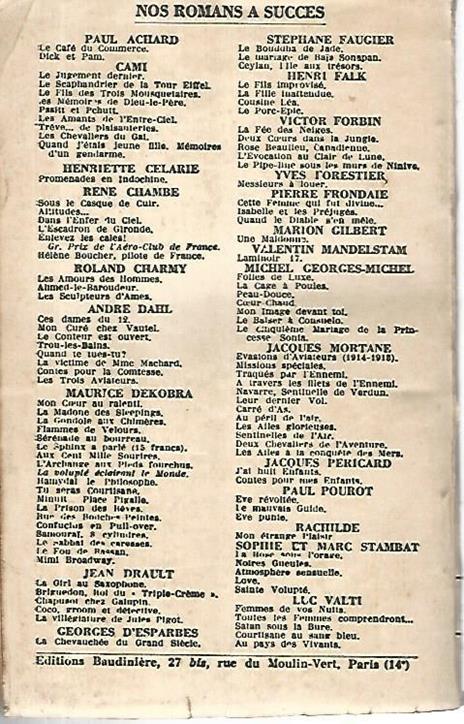 NOS ROMANS A SUCCES
PAUL ACHARD
Le Café du Commerce.
Dick et Pam.
CAMI
Le Jugement dernier.
Le Scaphandrier de la Tour Eiffel.
Le Fils des Trois Mousquetaires.
Les Mémoires de Dieu-le-Père.
Pssitt et Pchutt.
Les Amants de l'Entre-Ciel.
Trêve... de plaisanteries.
Les Chevaliers du Gai.
Quand j'étais jeune fille. Mémoires
d'un gendarme.
HENRIETTE CELARIE
Promenades en Indochine.
RENE CHAMBE
Sous le Casque de Cuir.
Altitudes...
Dans l'Enfer du Ciel.
L'Escadron de Gironde.
Enlevez les cales!
Gr. Prix de l'Aéro-Club de France.
Hélène Boucher, pilote de France.
ROLAND CHARMY
Les Amours des Hommes.
Ahmed-le-Baroudeur.
Les Sculpteurs d'Ames.
ANDRE DAHL
Ces dames du 12.
Mon Curé chez Vautel.
Le Conteur est ouvert.
Trou-les-Bains.
Quand te tues-tu?
La victime de Mme Machard.
Contes pour la Comtesse.
Les Trois Aviateurs.
MAURICE DEKOBRA
Mon Cœur au ralenti.
La Madone des Sleepings.
La Gondole aux Chimères.
Flammes de Velours.
Sérénade au bourreau.
Le Sphinx a parlé (15 francs).
Aux Cent Mille Sourires.
L'Archange aux Pieds fourchus.
La volupté éclairant le Monde.
Hamydal le Philosophe.
Tu seras Courtisane.
Minuit... Place Pigalle.
La Prison des Rêves.
Rue des Bouches Peintes.
Confucius en Pull-over.
Samouraï, 8 cylindres.
Le Sabbat des caresses.
Le Fou de Bassan.
Mimi Broadway.
JEAN DRAULT
La Girl au Saxophone.
Briguedon, Roi du « Triple-Crème ».
Chapuzot chez Galupin.
Coco, groom et détective.
La villégiature de Jules Pigot.
GEORGES D'ESPARBES
La Chevauchée du Grand Siècle.
STEPHANE FAUGIER
Le Bouddha de Jade.
Le mariage de Haïs Sonapan.
Ceylan, l'île aux trésors.
HENRI FALK
Le Fils improvisé.
La Fille inattendue.
Cousine Léa.
Le Porc-Epic.
VICTOR FORBIN
La Fée des Neiges.
Deux Cœurs dans la Jungle.
Rose Beaulieu, Canadienne.
L'Evocation au Clair de Lune.
Le Pipe-line sous les murs de Ninive.
YVES FORESTIER
Messieurs à louer.
PIERRE FRONDAIE
Cette Femme qui fut divine...
Isabelle et les Préjugés.
Quand le Diable s'en mêle.
MARION GILBERT
Une Maldonne.
VALENTIN MANDELSTAM
Laminoir 17.
MICHEL GEORGES-MICHEL
Folles de Luxe.
La Cage à Poules.
Peau-Douce.
Cœur-Chaud.
Mon Image devant toi.
Le Baiser à Consuelo.
Le Cinquième Mariage de la Prin-
cesse Sonia.
JACQUES MORTANE
Evasions d'Aviateurs (1914-1918).
Missions spéciales.
Traqués par l'Ennemi.
A travers les filets de l'Ennemi.
Navarre, Sentinelle de Verdun.
Leur dernier Vol.
Carré d'As.
Au péril de l'air.
Les Ailes glorieuses.
Sentinelles de l'Air.
Deux Chevaliers de l'Aventure.
Les Ailes à la conquête des Mers.
JACQUES PERICARD
J'ai huit Enfants.
Contes pour mes Enfants.
PAUL POUROT
Eve révoltée.
Le mauvais Guide.
Eve punie.
RACHILDE
Mon étrange Plaisir
SOPHIE ET MARC STAMBAT
La Rose sous l'orage.
Noires Gueules.
Atmosphère sensuelle.
Love.
Sainte Volupté.
LUC VALTI
Femmes de vos Nuits.
Toutes les Femmes comprendront...
Satan sous la Bure.
Courtisane au sang bleu.
Au pays des Vivants.
Editions Baudinière, 27 bis, rue du Moulin-Vert, Paris (14e)